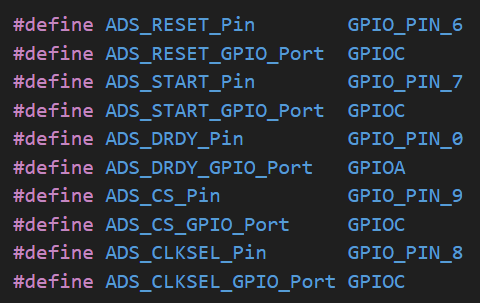 #define ADS_RESET_Pin GPIO_PIN_6
#define ADS_RESET_GPIO_Port GPIOC
#define ADS_START_Pin GPIO_PIN_7
#define ADS_START_GPIO_Port GPIOC
#define ADS_DRDY_Pin GPIO_PIN_0
#define ADS_DRDY_GPIO_Port GPIOA
#define ADS_CS_Pin GPIO_PIN_9
#define ADS_CS_GPIO_Port GPIOC
#define ADS_CLKSEL_Pin GPIO_PIN_8
#define ADS_CLKSEL_GPIO_Port GPIOC